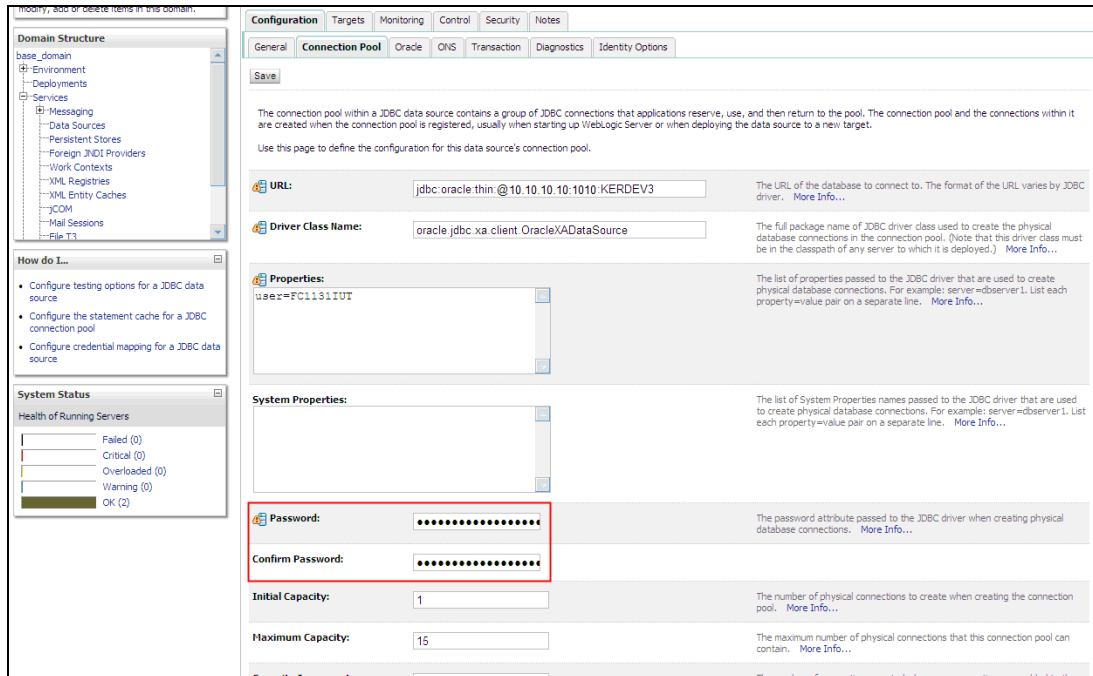 modify, add or delete items in this domain.
Domain Structure
base_domain
Environment
Deployments
Services
Messaging
Data Sources
Persistent Stores
Foreign JNDI Providers
Work Contexts
XML Registries
XML Entity Caches
jCOM
Mail Sessions
File T3
How do I...
Configure testing options for a JDBC data
source
Configure the statement cache for a JDBC
connection pool
Configure credential mapping for a JDBC data
source
System Status
Health of Running Servers
Failed (0)
Critical (0)
Overloaded (0)
Warning (0)
OK (2)
Configuration Targets Monitoring Control Security Notes
General Connection Pool Oracle ONS Transaction Diagnostics Identity Options
Save
The connection pool within a JDBC data source contains a group of JDBC connections that applications reserve, use, and then return to the pool. The connection pool and the connections within it
are created when the connection pool is registered, usually when starting up WebLogic Server or when deploying the data source to a new target.
Use this page to define the configuration for this data source's connection pool.
URL:
jdbc:oracle:thin:@10.10.10.10:1010:KERDEV3
The URL of the database to connect to. The format of the URL varies by JDBC
driver. More Info...
Driver Class Name:
oracle.jdbc.xa.client.OracleXADataSource
The full package name of JDBC driver class used to create the physical
database connections in the connection pool. (Note that this driver class must
be in the classpath of any server to which it is deployed.) More Info...
Properties:
user=FC1131IUT
The list of properties passed to the JDBC driver that are used to create
physical database connections. For example: server=dbserver1. List each
property=value pair on a separate line. More Info...
System Properties:
The list of System Properties names passed to the JDBC driver that are used
to create physical database connections. For example: server=dbserver1. List
each property=value pair on a separate line. More Info...
Password:
The password attribute passed to the JDBC driver when creating physical
database connections. More Info...
Confirm Password:
Initial Capacity:
1
The number of physical connections to create when creating the connection
pool. More Info...
Maximum Capacity:
15
The maximum number of physical connections that this connection pool can
contain. More Info...